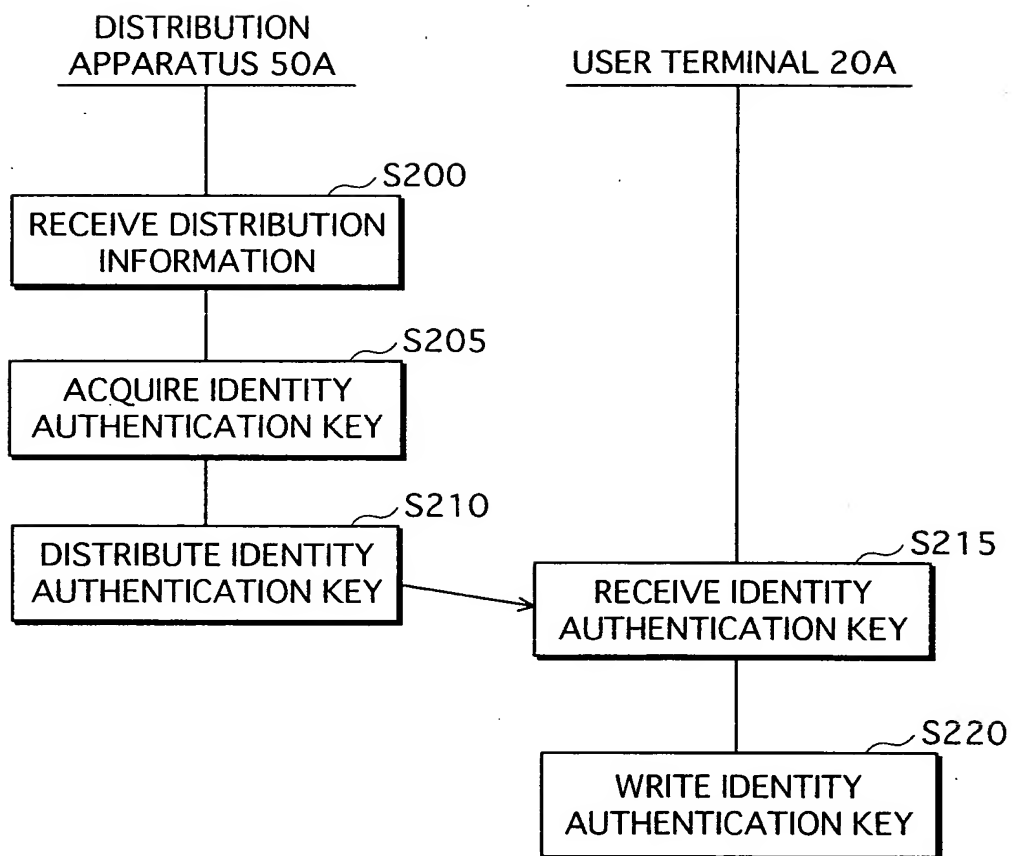 DISTRIBUTION
APPARATUS 50A
USER TERMINAL 20A
S200
RECEIVE DISTRIBUTION
INFORMATION
S205
ACQUIRE IDENTITY
AUTHENTICATION KEY
S210
DISTRIBUTE IDENTITY
AUTHENTICATION KEY
S215
RECEIVE IDENTITY
AUTHENTICATION KEY
S220
WRITE IDENTITY
AUTHENTICATION KEY